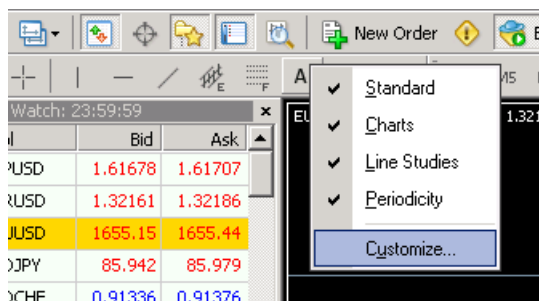 New Order
E
F
A
M5
Watch: 23:59:59
Bid Ask
PUSD 1.61678 1.61707
RUSD 1.32161 1.32186
UUSD 1655.15 1655.44
DJPY 85.942 85.979
DCHF 0.91336 0.91376
EU
1.321
Standard
Charts
Line Studies
Periodicity
Customize...